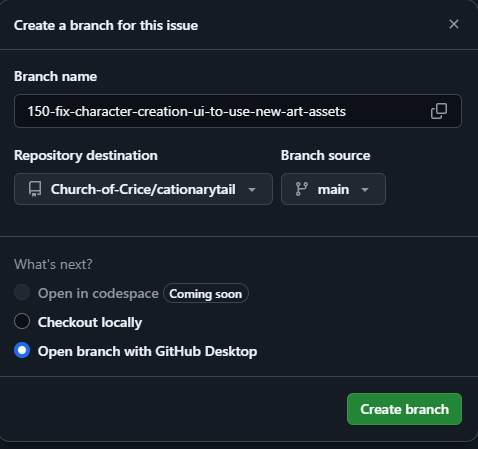 Create a branch for this issue
Branch name
150-fix-character-creation-ui-to-use-new-art-assets
Repository destination
Branch source
Church-of-Crice/cationarytail
main
What's next?
Open in codespace Coming soon
Checkout locally
Open branch with GitHub Desktop
Create branch